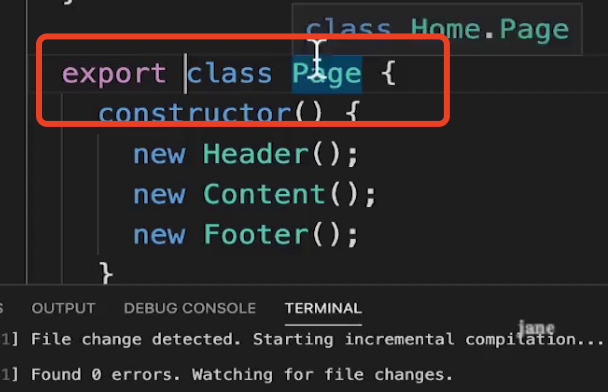 }
class Home.Page
export class Page {
constructor() {
new Header();
new Content();
new Footer();
}
S OUTPUT DEBUG CONSOLE TERMINAL
1] File change detected. Starting incremental compilation...
jane
1] Found 0 errors. Watching for file changes.